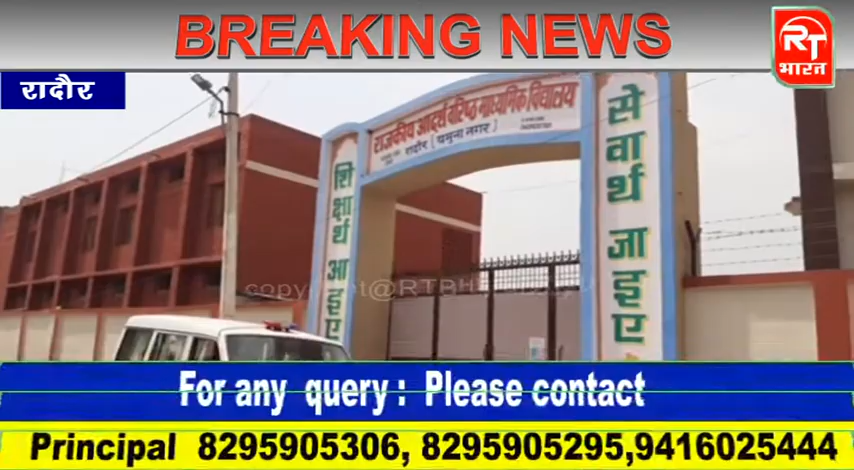 BREAKING NEWS
RT
भारत
रादौर
राजकीय आदर्श वरिष्ठ माध्यमिक विद्यालय
रादौर (यमुना नगर)
शिक्षार्थ आइए
सेवार्थ जाइए
For any query : Please contact
Principal 8295905306, 8295905295,9416025444